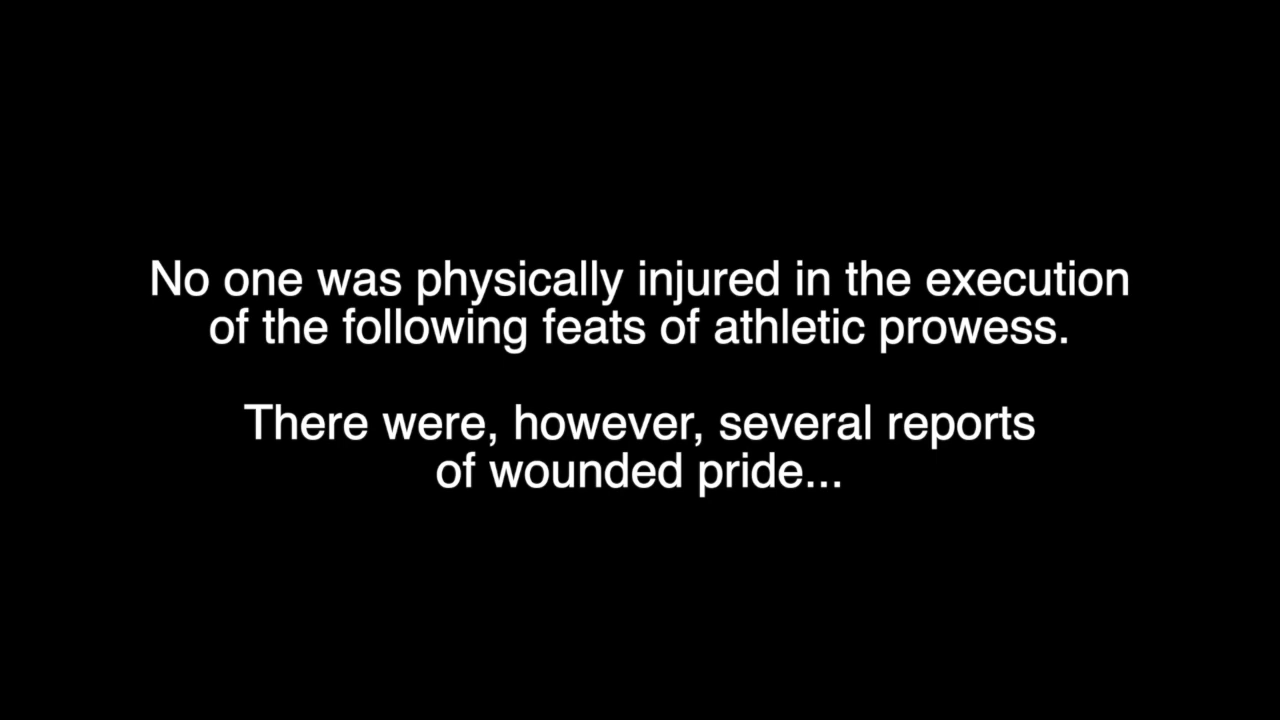 No one was physically injured in the execution
of the following feats of athletic prowess.
There were, however, several reports
of wounded pride...